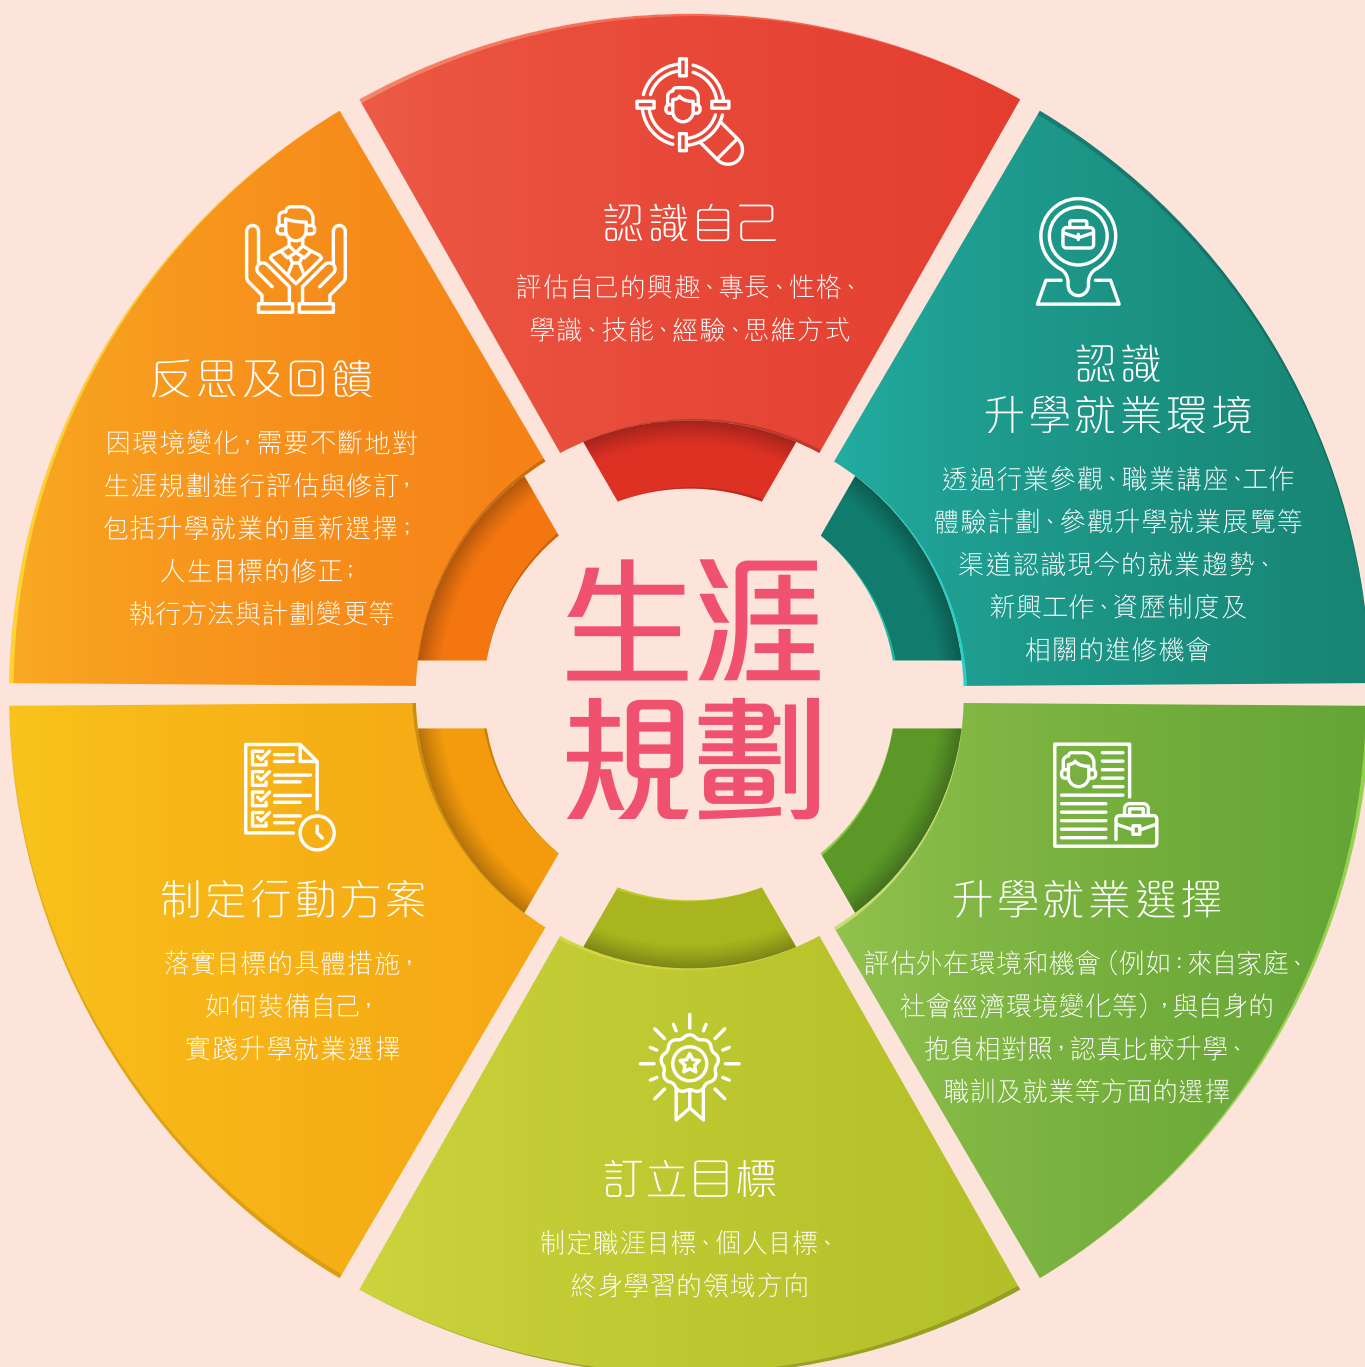 認識自己
評估自己的興趣、專長、性格、
學識、技能、經驗、思維方式
認識
升學就業環境
透過行業參觀、職業講座、工作
體驗計劃、參觀升學就業展覽等
渠道認識現今的就業趨勢、
新興工作、資歷制度及
相關的進修機會
升學就業選擇
評估外在環境和機會（例如：來自家庭、
社會經濟環境變化等），與自身的
抱負相對照，認真比較升學、
職訓及就業等方面的選擇
訂立目標
制定職涯目標、個人目標、
終身學習的領域方向
制定行動方案
落實目標的具體措施，
如何裝備自己，
實踐升學就業選擇
反思及回饋
因環境變化，需要不斷地對
生涯規劃進行評估與修訂，
包括升學就業的重新選擇；
人生目標的修正；
執行方法與計劃變更等
生涯
規劃